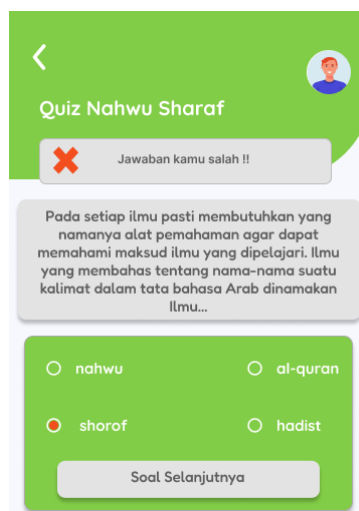 Quiz Nahwu Sharaf
Jawaban kamu salah !!
Pada setiap ilmu pasti membutuhkan yang
namanya alat pemahaman agar dapat
memahami maksud ilmu yang dipelajari. Ilmu
yang membahas tentang nama-nama suatu
kalimat dalam tata bahasa Arab dinamakan
Ilmu...
nahwu
al-quran
shorof
hadist
Soal Selanjutnya